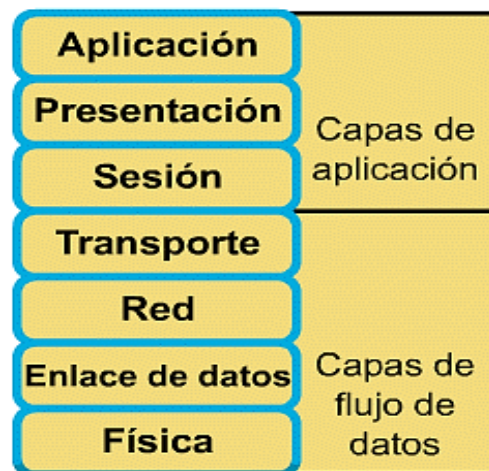 Aplicación
Presentación
Sesión
Capas de
aplicación
Transporte
Red
Enlace de datos
Física
Capas de
flujo de
datos